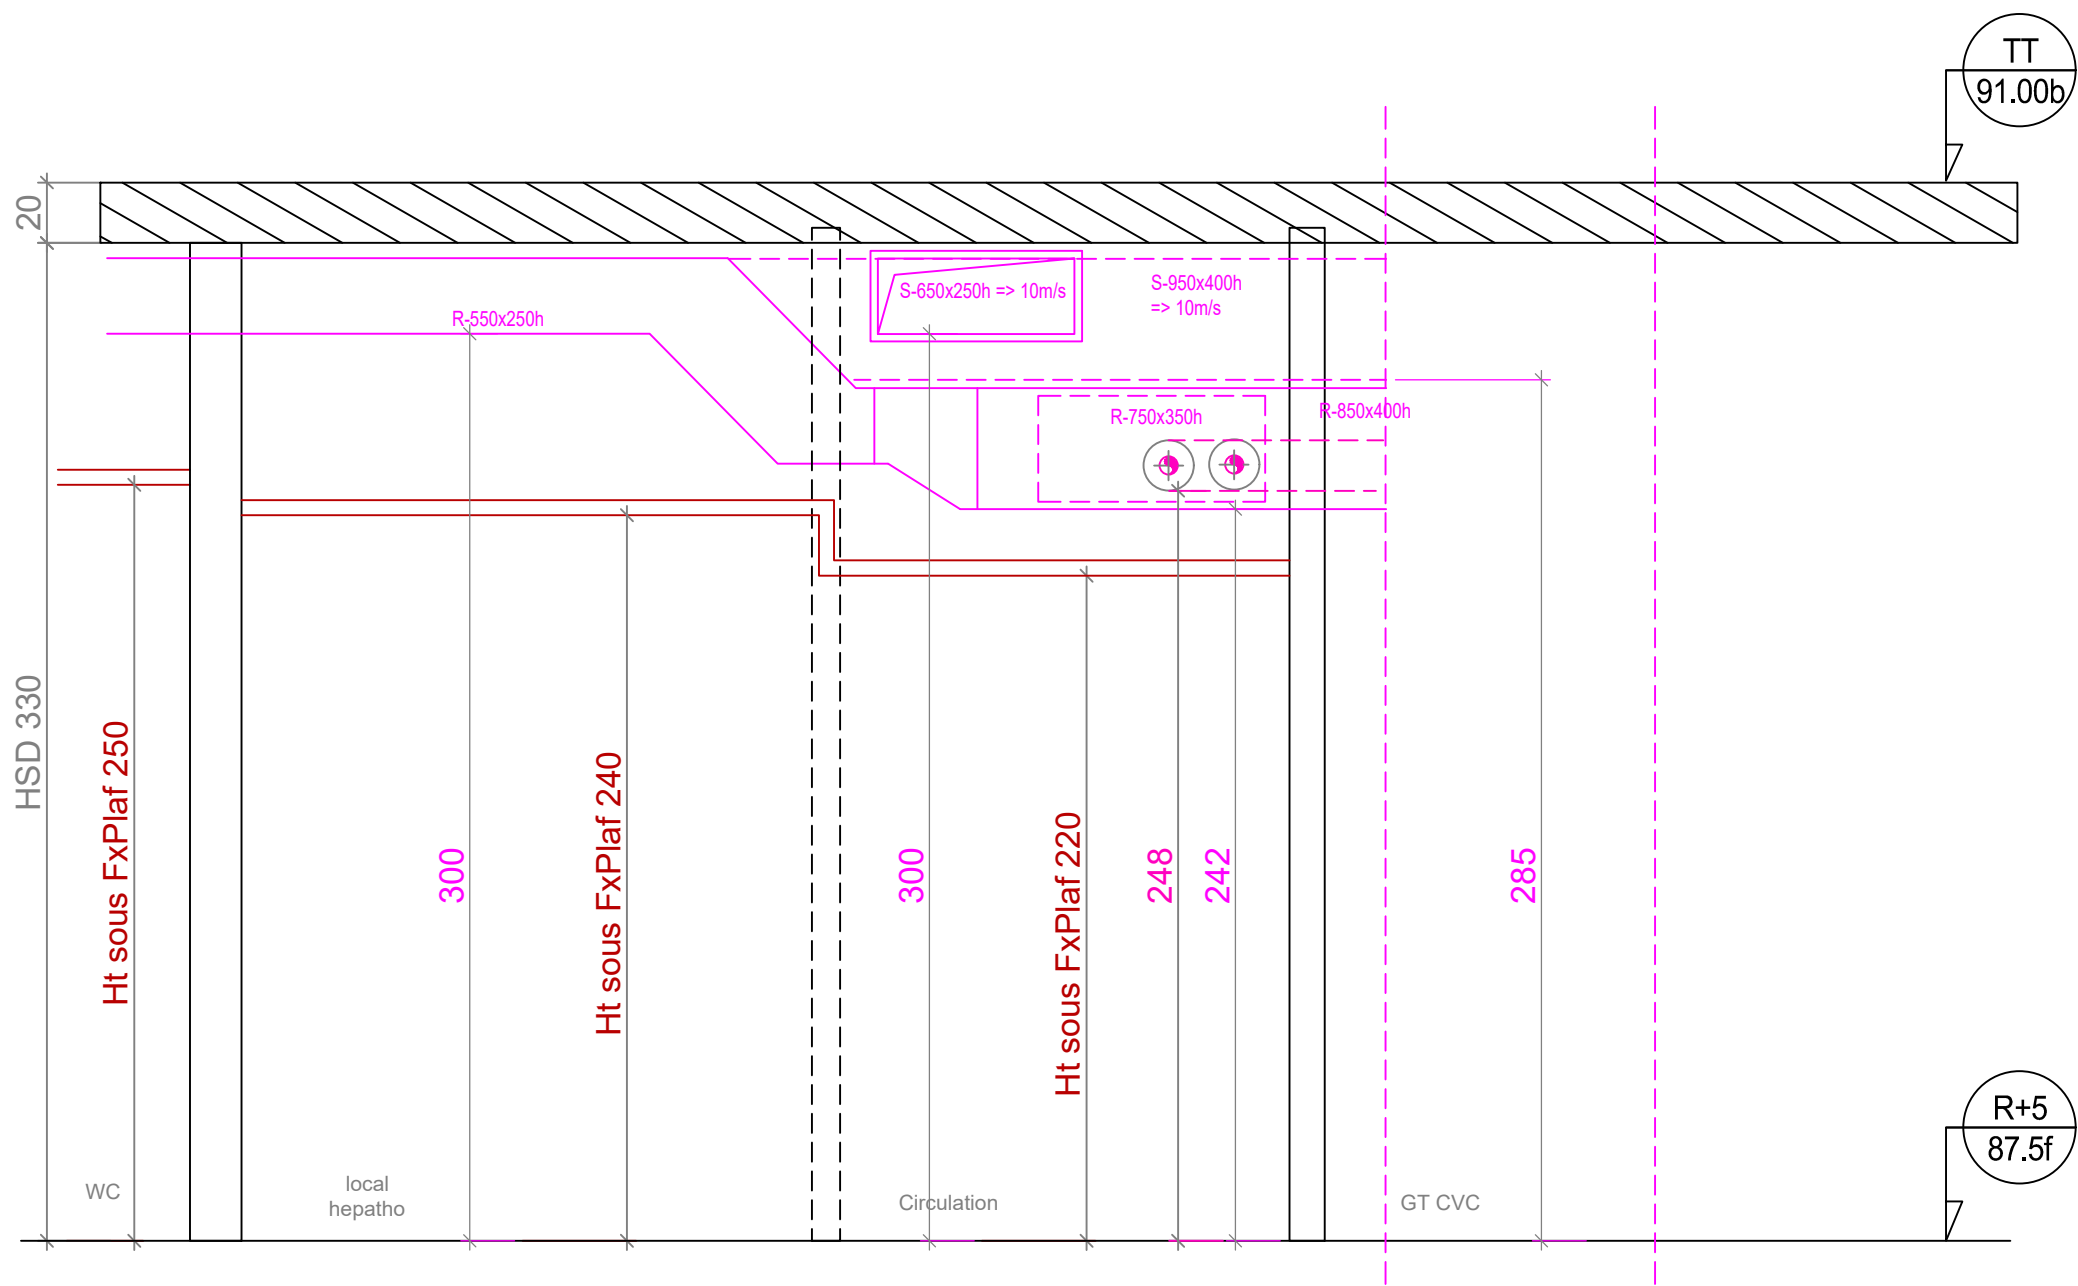 TT
91.00b
20
S-650x250h => 10m/s
S-950x400h
=> 10m/s
R-550x250h
R-750x350h
R-850x400h
HSD 330
Ht sous FxPlaf 250
300
Ht sous FxPlaf 240
300
Ht sous FxPlaf 220
248
242
285
R+5
87.5f
WC
local
hepatho
Circulation
GT CVC